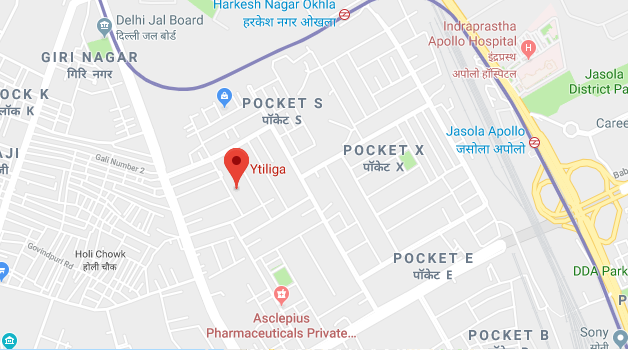 Harkesh Nagar Okhla
हरकेश नगर ओखला
Delhi Jal Board
दिल्ली जल बोर्ड
Indraprastha
Apollo Hospital
इंद्रप्रस्थ
अपोलो हॉस्पिटल
GIRI NAGAR
गिरि नगर
Jasola
District Pa
OCK K
लॉक K
POCKET S
पॉकेट S
Caree
Jasola Apollo
जसोला अपोलो
POCKET X
पॉकेट X
AJI
जी
Gali Number 2
Ytiliga
Bab
Govindpuri Rd
Holi Chowk
होली चौक
POCKET E
पॉकेट E
DDA Park
Asclepius
Pharmaceuticals Private...
POCKET B
पॉकेट B
Sony
सोनी